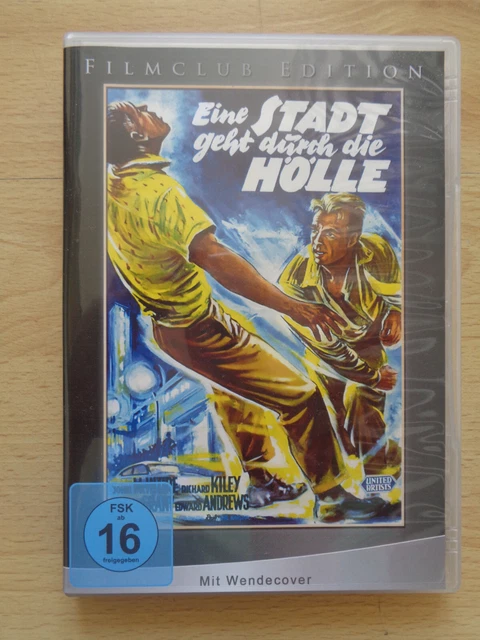 FILMCLUB EDITION
Eine STADT
geht durch die
HÖLLE
RICHARD KILEY
EDWARD ANDREWS
UNITED
ARTISTS
FSK
ab
16
freigegeben
Mit Wendecover